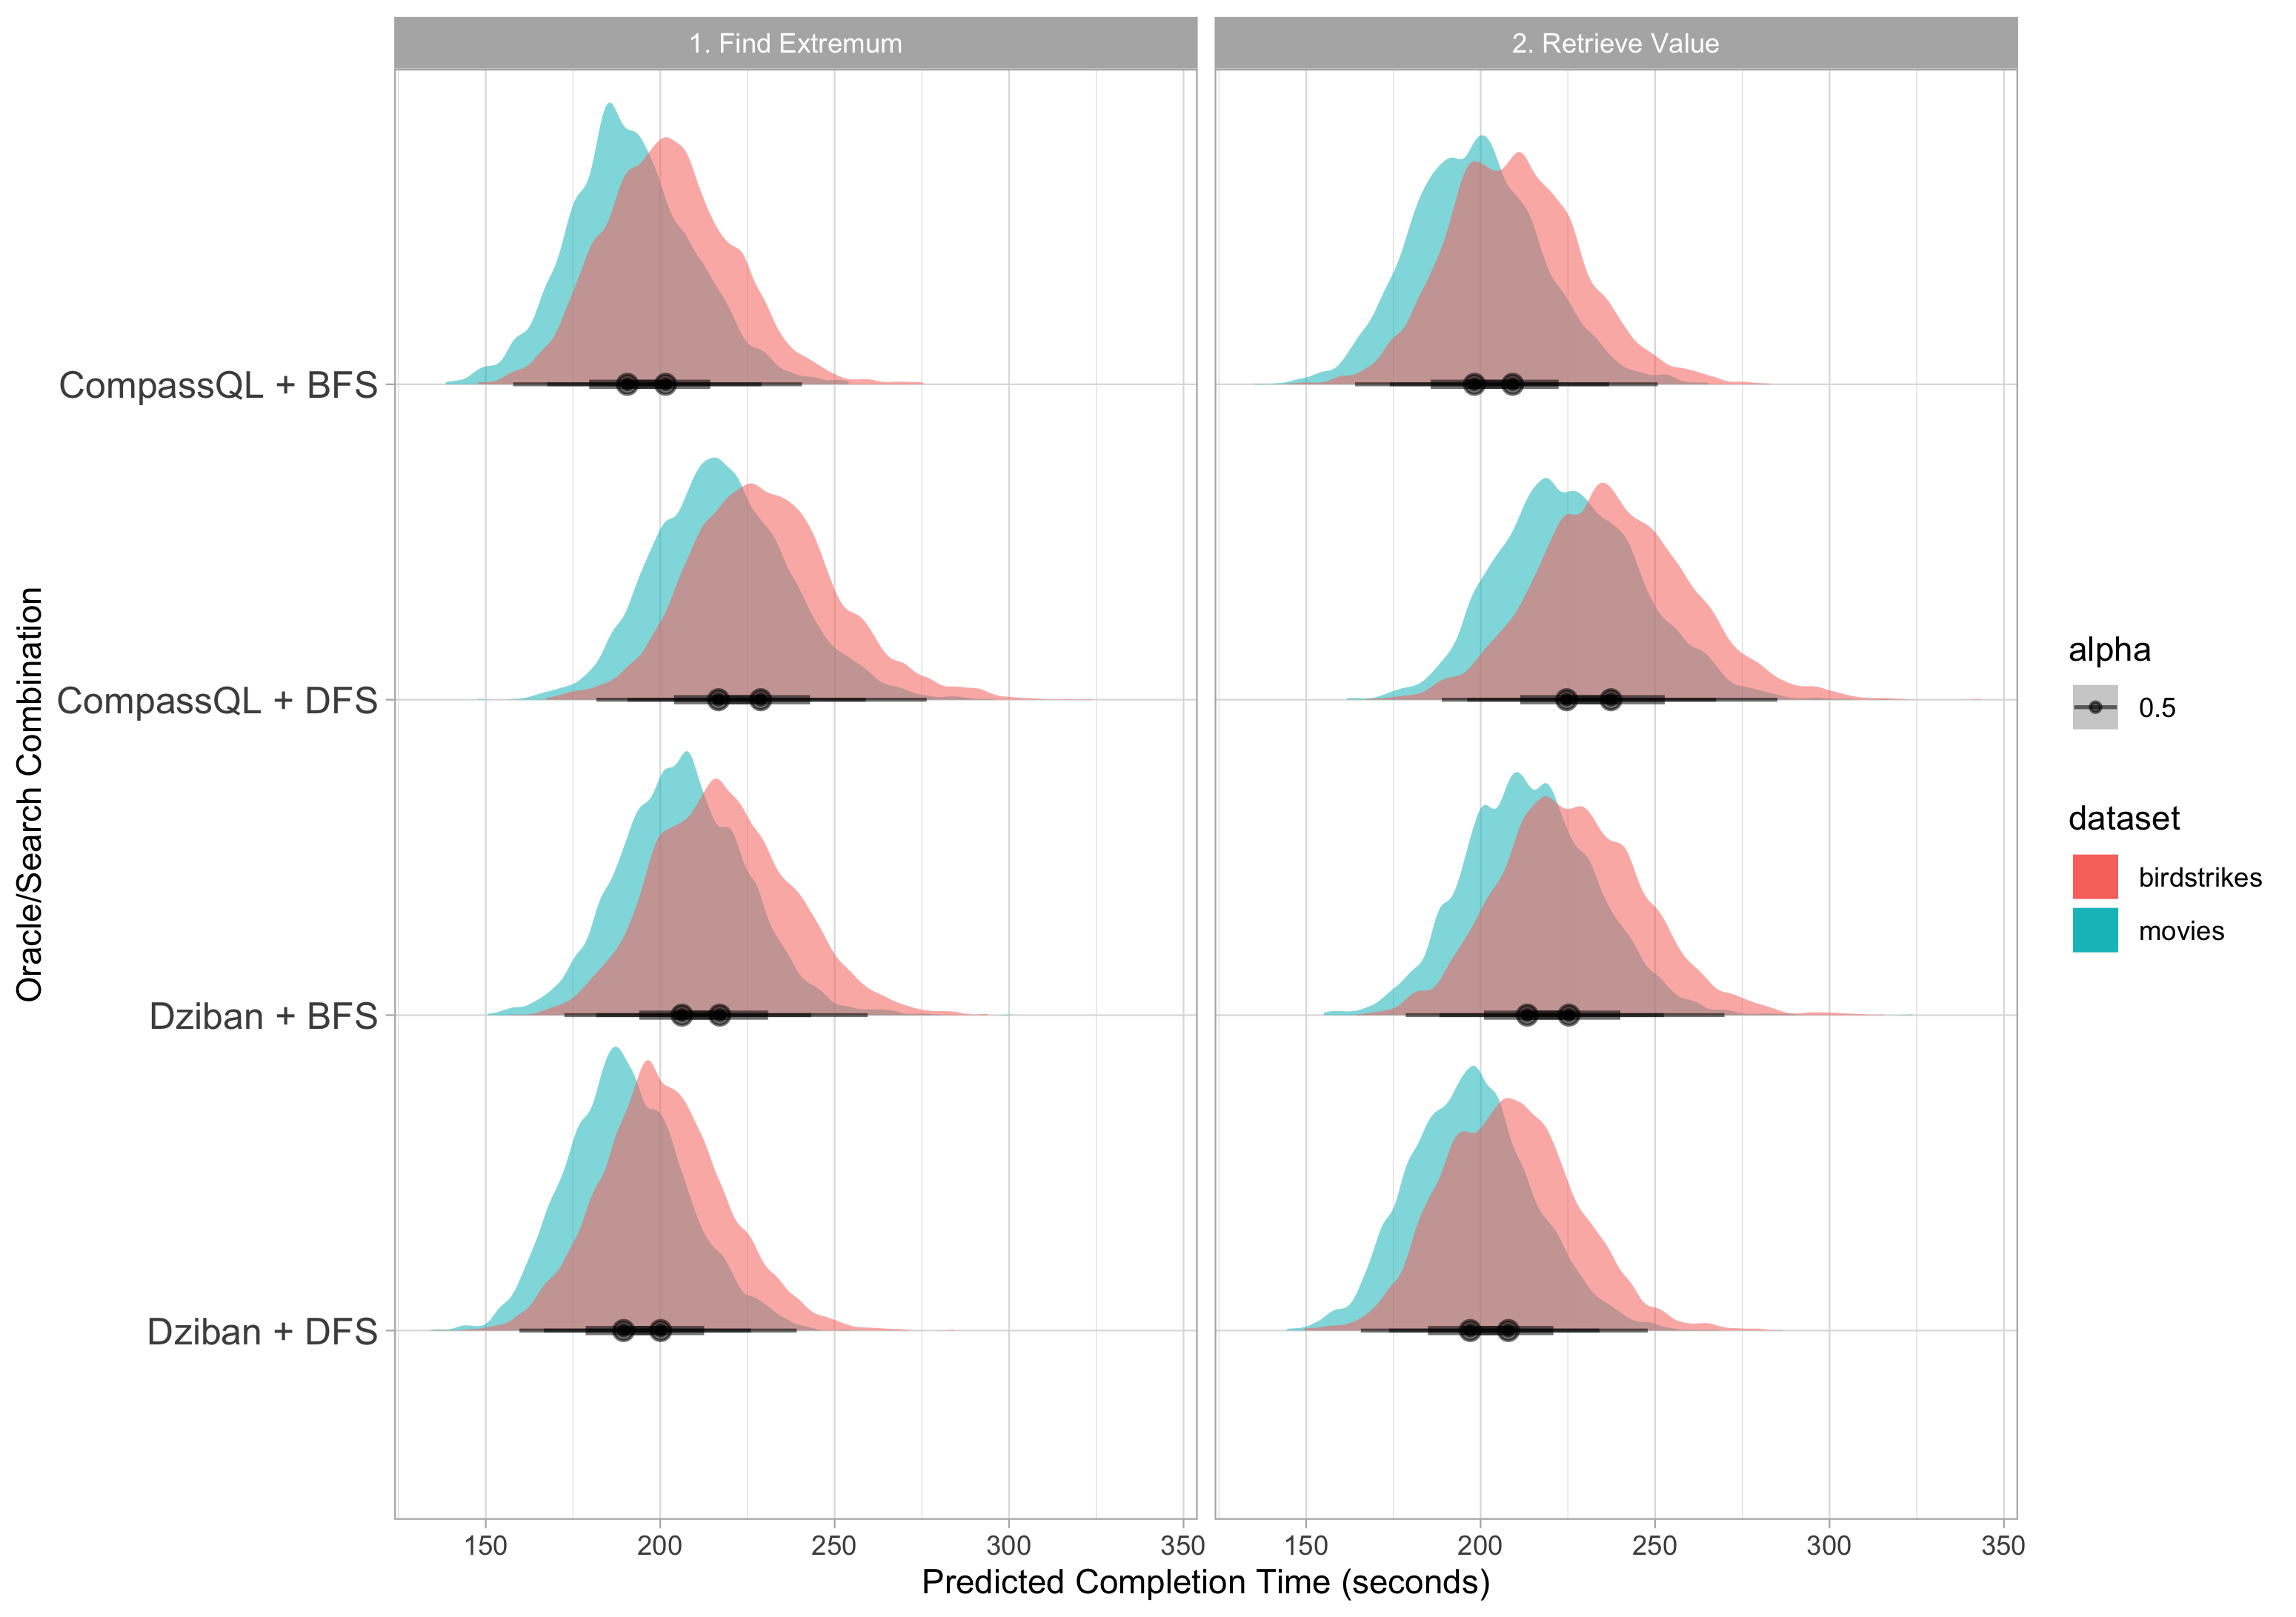 1. Find Extremum
2. Retrieve Value
Oracle/Search Combination
CompassQL + BFS
CompassQL + DFS
Dziban + BFS
Dziban + DFS
150 200 250 300 350
150 200 250 300 350
Predicted Completion Time (seconds)
alpha
0.5
dataset
birdstrikes
movies